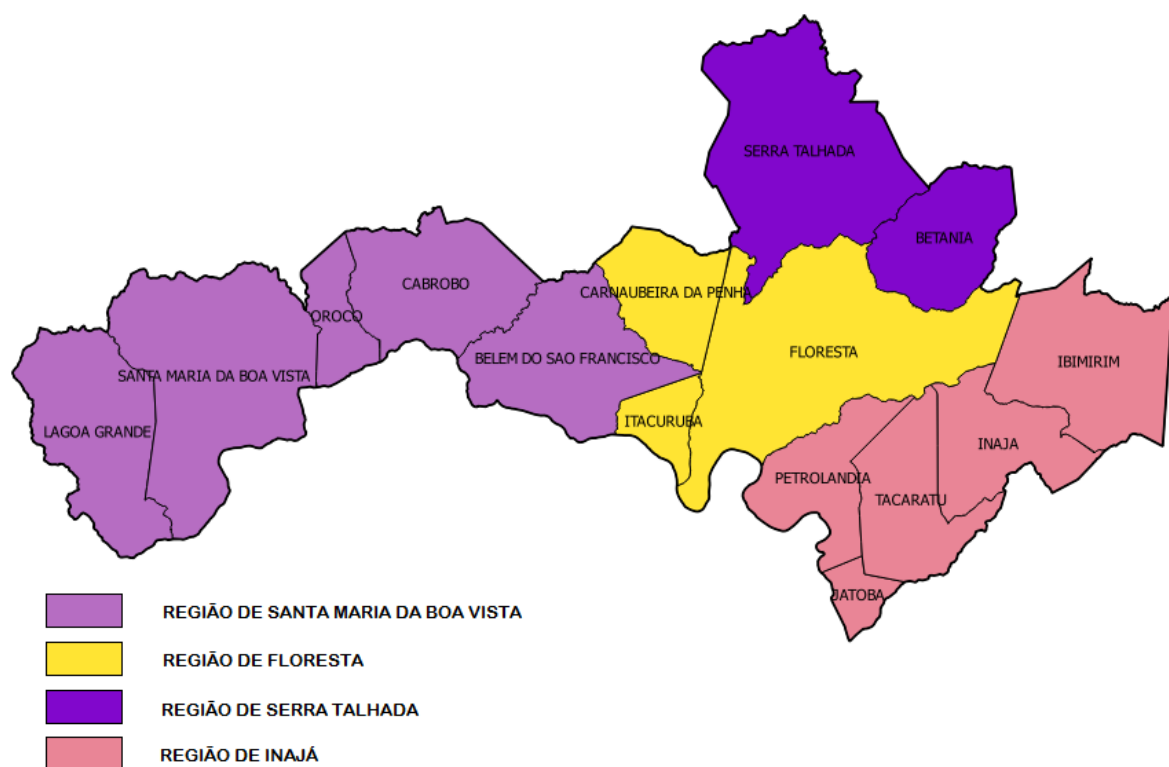 SERRA TALHADA
BETANIA
CABROBO
CARNAUBEIRA DA PENHA
OROCO
FLORESTA
BELEM DO SAO FRANCISCO
IBIMIRIM
SANTA MARIA DA BOA VISTA
ITACURUBA
LAGOA GRANDE
INAJA
PETROLANDIA
TACARATU
JATOBA
REGIÃO DE SANTA MARIA DA BOA VISTA
REGIÃO DE FLORESTA
REGIÃO DE SERRA TALHADA
REGIÃO DE INAJÁ